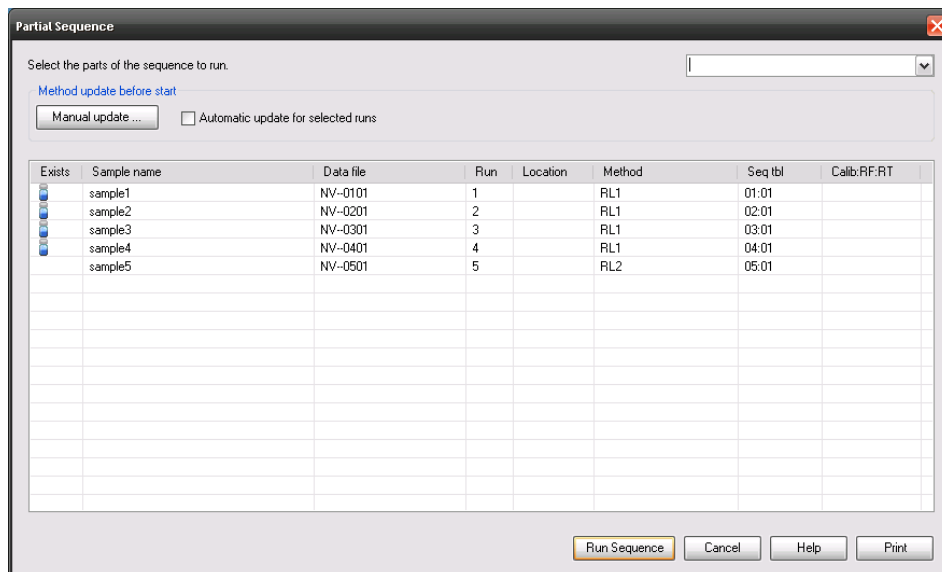 Partial Sequence
Select the parts of the sequence to run.
Method update before start
Manual update ... Automatic update for selected runs
Exists Sample name Data file Run Location Method Seq tbl Calib:RF:RT
sample1 NV--0101 1 RL1 01:01
sample2 NV--0201 2 RL1 02:01
sample3 NV--0301 3 RL1 03:01
sample4 NV--0401 4 RL1 04:01
sample5 NV--0501 5 RL2 05:01
Run Sequence Cancel Help Print